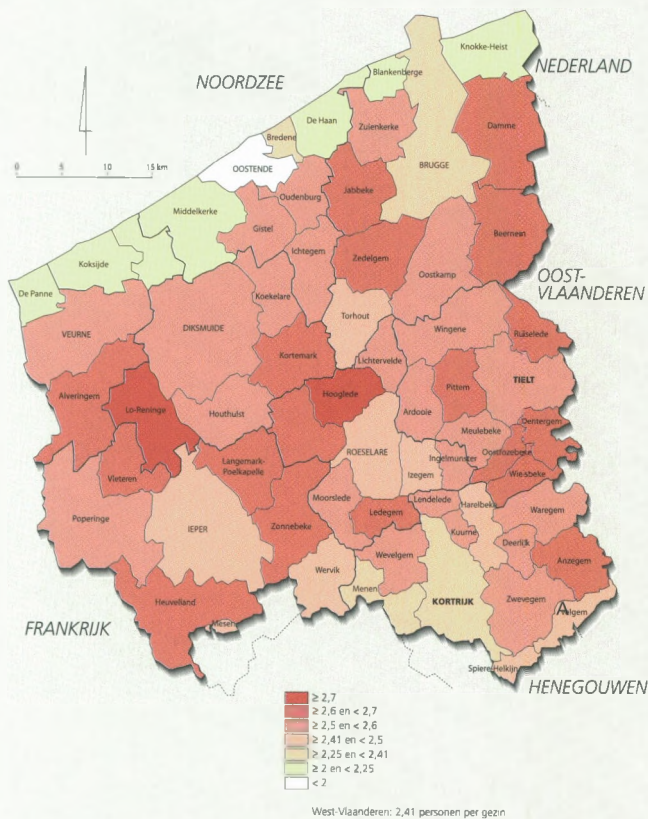 Knokke-Heist
NEDERLAND
NOORDZEE
Blankenberge
De Haan
Zuienkerke
Damme
Bredene
BRUGGE
0 5 10 15 km
OOSTENDE
Jabbeke
Oudenburg
Middelkerke
Gistel
Beernem
Ichtegem
Zedelgem
Koksijde
Oostkamp
OOST-
VLAANDEREN
De Panne
Koekelare
Torhout
VEURNE
DIKSMUIDE
Wingene
Ruiselede
Kortemark
Lichtervelde
TIELT
Pittem
Alveringem
Lo-Reninge
Hooglede
Houthulst
Ardooie
Dentergem
Meulebeke
ROESELARE
Oostrozebeke
Langemark-
Poelkapelle
Ingelmunster
Izegem
Wielsbeke
Vleteren
Moorslede
Lendelede
Harelbeke
Waregem
Ledegem
Poperinge
IEPER
Zonnebeke
Kuurne
Deerlijk
Wevelgem
Anzegem
Wervik
Menen
KORTRIJK
Zwevegem
Heuvelland
A
FRANKRIJK
Spiere-Helkijn
HENEGOUWEN
≥ 2,7
≥ 2,6 en < 2,7
≥ 2,5 en < 2,6
≥ 2,41 en < 2,5
≥ 2,25 en < 2,41
≥ 2 en < 2,25
< 2
West-Vlaanderen: 2,41 personen per gezin